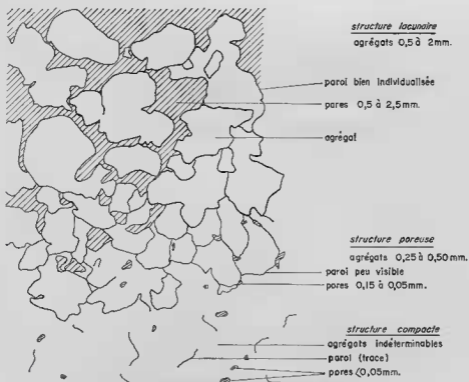 structure lacunaire
agrégats 0,5 à 2mm.
paroi bien individualisée
pores 0,5 à 2,5mm.
agrégat
structure poreuse
agrégats 0,25 à 0,50 mm.
paroi peu visible
pores 0,15 à 0,05mm.
structure compacte
agrégats indéterminables
paroi (trace)
pores <0,05mm.